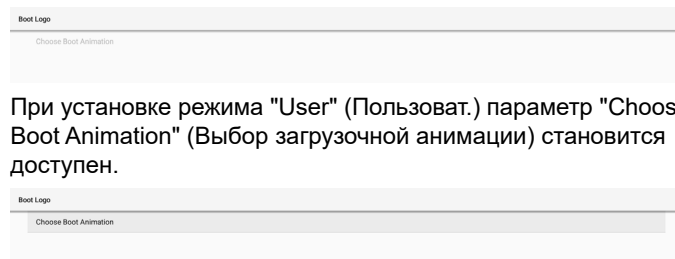 Boot Logo
Choose Boot Animation
При установке режима "User" (Пользоват.) параметр "Choos
Boot Animation" (Выбор загрузочной анимации) становится
доступен.
Boot Logo
Choose Boot Animation